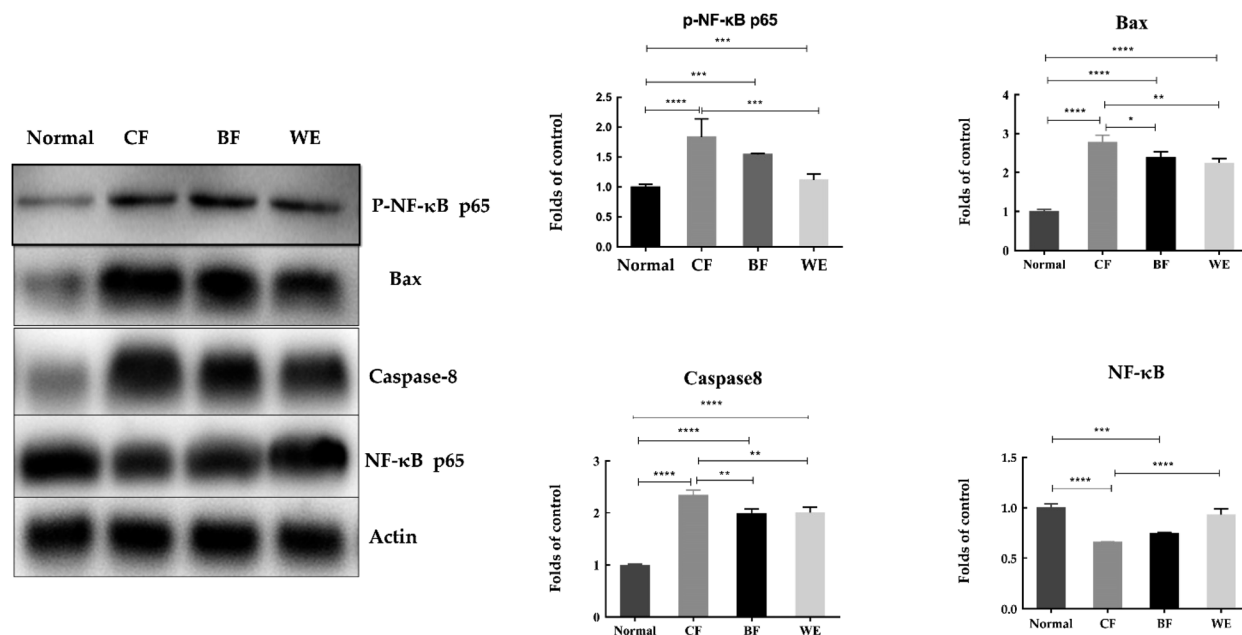 Normal CF BF WE
P-NF-κB p65
Bax
Caspase-8
NF-κB p65
Actin
p-NF-κB p65
***
***
**** ***
Folds of control
2.5
2.0
1.5
1.0
0.5
0.0
Normal CF BF WE
Bax
****
****
**** **
*
Folds of control
4
3
2
1
0
Normal CF BF WE
Caspase8
****
****
**
**** **
Folds of control
3
2
1
0
Normal CF BF WE
NF-κB
***
**** ****
Folds of control
1.5
1.0
0.5
0.0
Normal CF BF WE